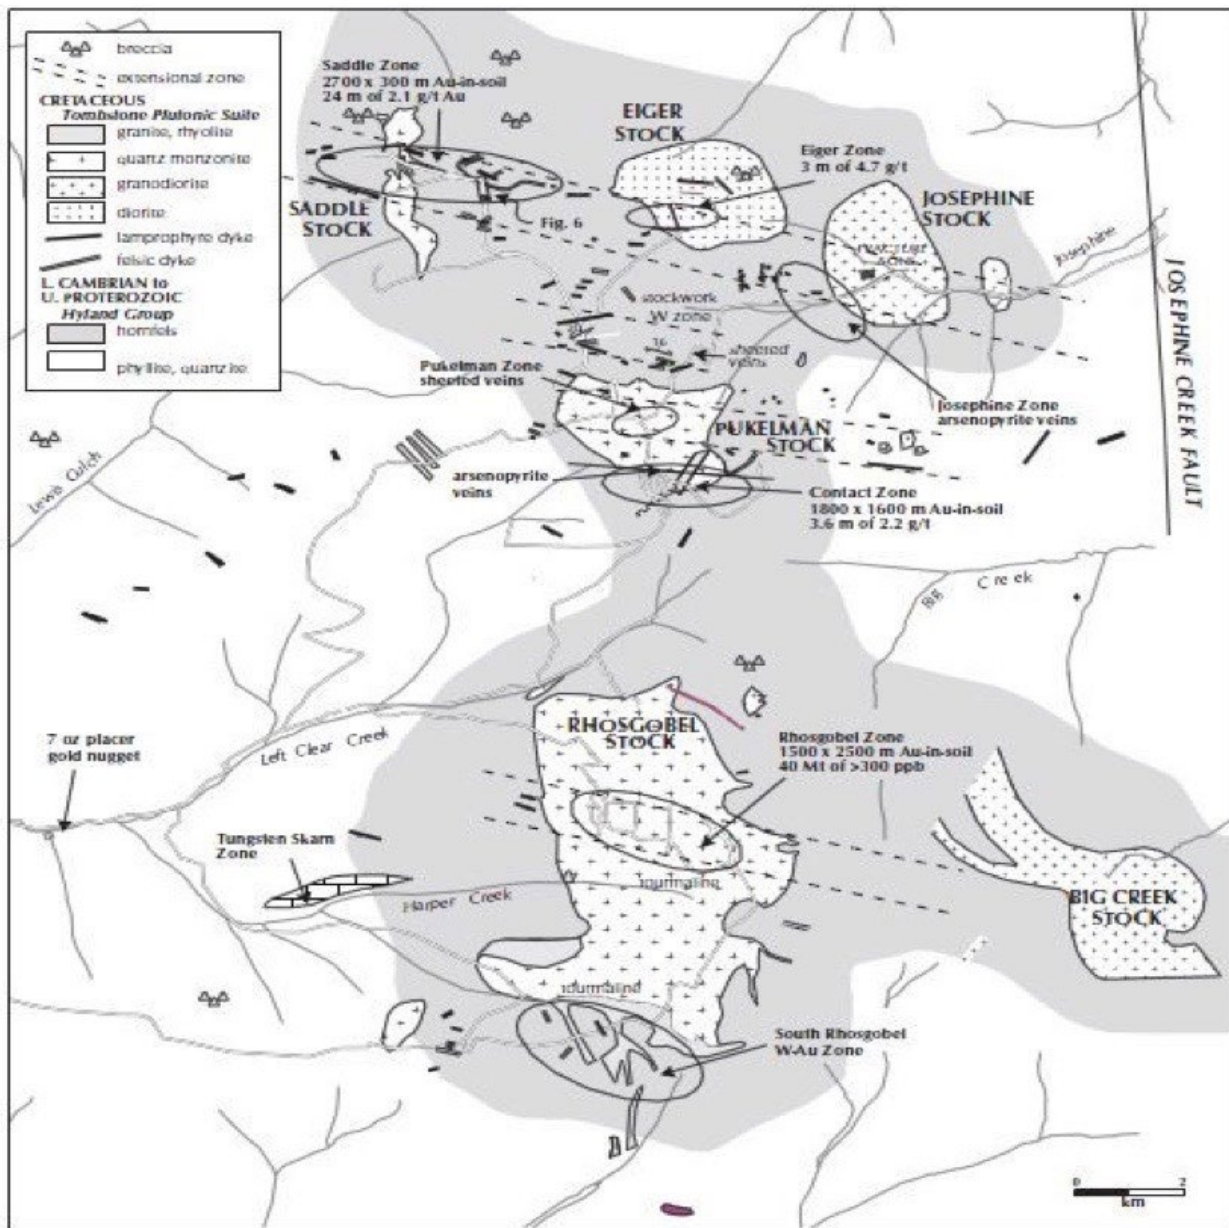 breccia
extensional zone
CRETACEOUS
Tombstone Plutonic Suite
granite, rhyolite
quartz monzonite
granodiorite
diorite
lamprophyre dyke
felsic dyke
L. CAMBRIAN to
U. PROTEROZOIC
Hyland Group
hornfels
phyllite, quartzite
Saddle Zone
2700 x 300 m Au-in-soil
24 m of 2.1 g/t Au
EIGER
STOCK
Eiger Zone
3 m of 4.7 g/t
JOSEPHINE
STOCK
SADDLE
STOCK
Fig. 6
Josephine
JOSEPHINE CREEK FAULT
stockwork
W zone
16
sheeted
veins
Pukelman Zone
sheeted veins
PUKELMAN
STOCK
Josephine Zone
arsenopyrite veins
arsenopyrite
veins
Contact Zone
1800 x 1600 m Au-in-soil
3.6 m of 2.2 g/t
Lewis Gulch
Creek
RHOSGOBEL
STOCK
7 oz placer
gold nugget
Left Clear Creek
Rhosgobel Zone
1500 x 2500 m Au-in-soil
40 Mt of >300 ppb
Tungsten Skarn
Zone
Harper Creek
tourmaline
BIG CREEK
STOCK
tourmaline
South Rhosgobel
W-Au Zone
0 2
km